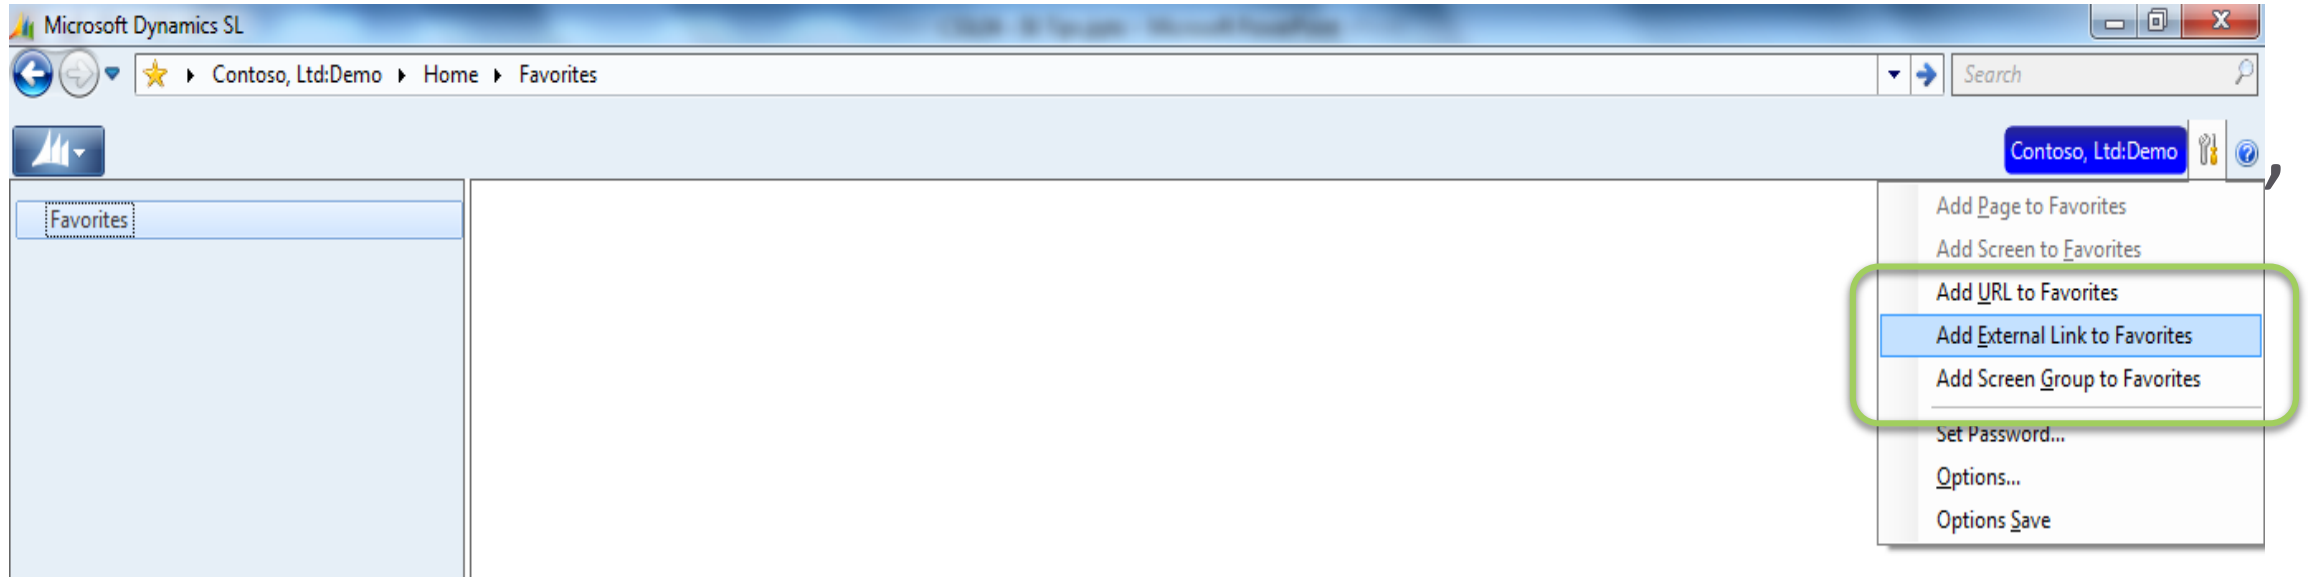 Microsoft Dynamics SL
Contoso, Ltd:Demo Home Favorites
Search
Contoso, Ltd:Demo
,
Favorites
Add Page to Favorites
Add Screen to Favorites
Add URL to Favorites
Add External Link to Favorites
Add Screen Group to Favorites
Set Password...
Options...
Options Save